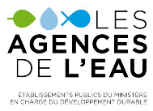 LES
AGENCES
DE L'EAU
ÉTABLISSEMENTS PUBLICS DU MINISTÈRE
EN CHARGE DU DÉVELOPPEMENT DURABLE